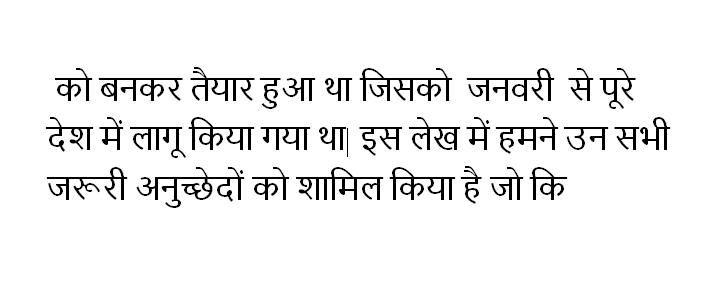 को बनकर तैयार हुआ था जिसको जनवरी से पूरे
देश में लागू किया गया था| इस लेख में हमने उन सभी
जरूरी अनुच्छेदों को शामिल किया है जो कि